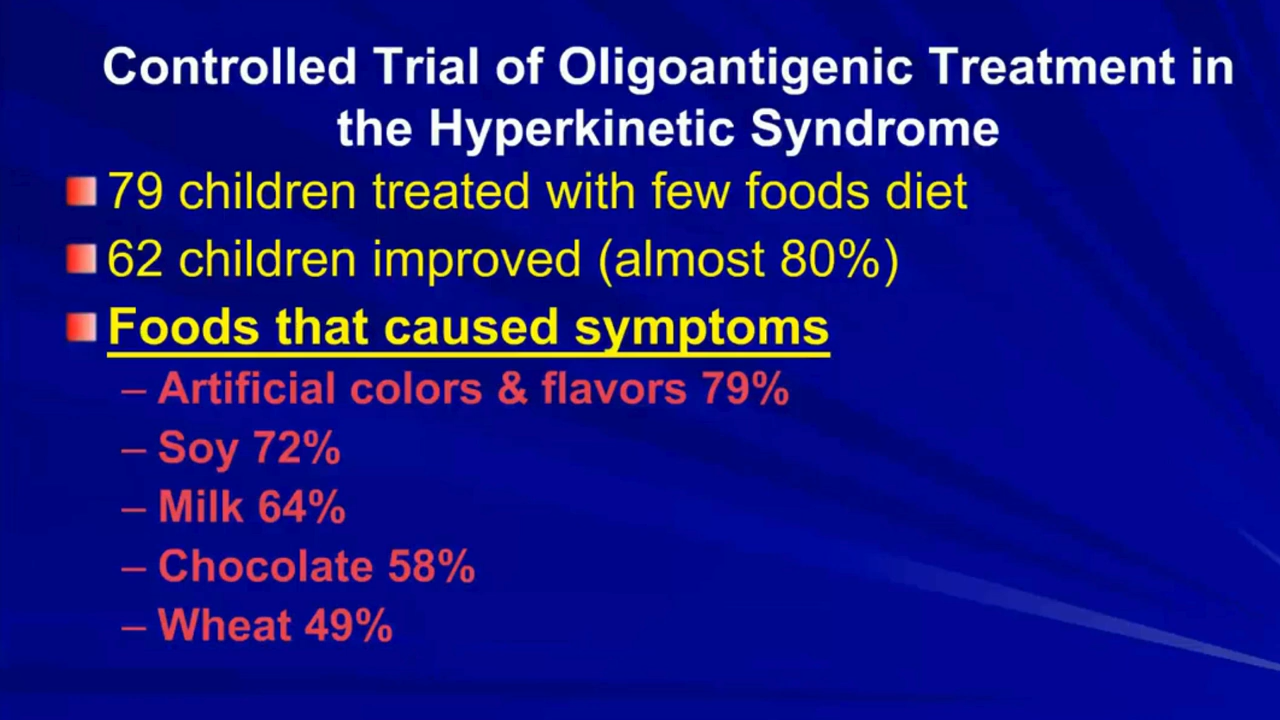 Controlled Trial of Oligoantigenic Treatment in
the Hyperkinetic Syndrome
79 children treated with few foods diet
62 children improved (almost 80%)
Foods that caused symptoms
– Artificial colors & flavors 79%
– Soy 72%
– Milk 64%
– Chocolate 58%
– Wheat 49%